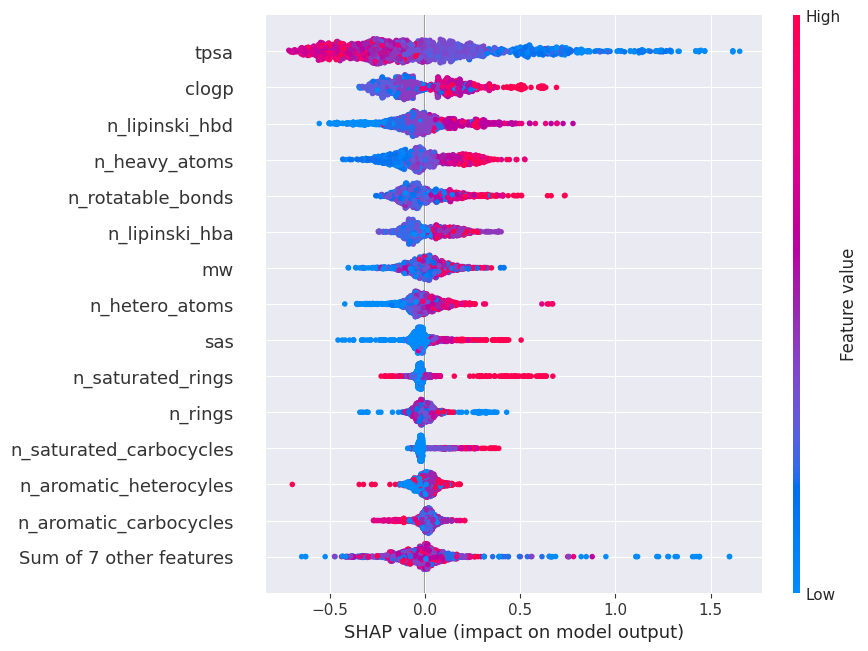 tpsa
clogp
n_lipinski_hbd
n_heavy_atoms
n_rotatable_bonds
n_lipinski_hba
mw
n_hetero_atoms
sas
n_saturated_rings
n_rings
n_saturated_carbocycles
n_aromatic_heterocyles
n_aromatic_carbocycles
Sum of 7 other features
−0.5 0.0 0.5 1.0 1.5
SHAP value (impact on model output)
High
Feature value
Low